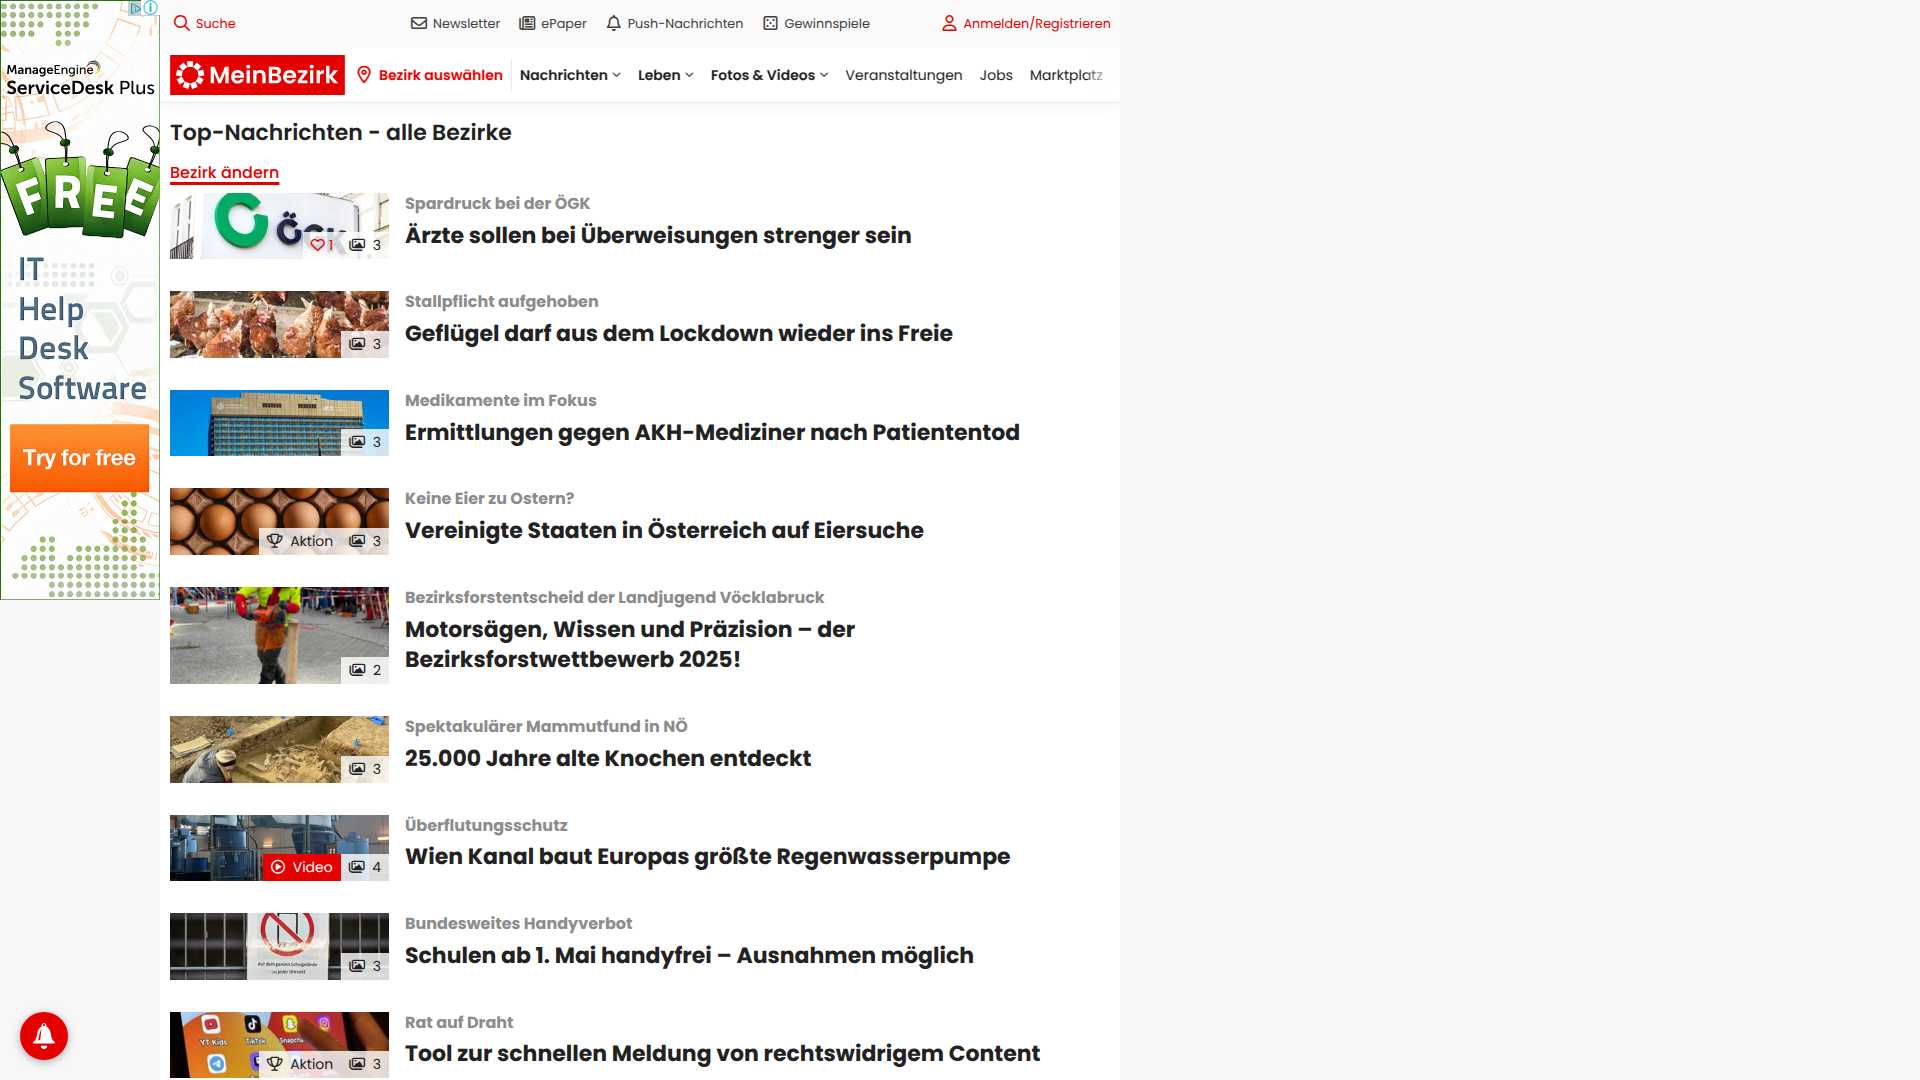 Suche
Newsletter
ePaper
Push-Nachrichten
Gewinnspiele
Anmelden/Registrieren
MeinBezirk
Bezirk auswählen
Nachrichten
Leben
Fotos & Videos
Veranstaltungen
Jobs
Marktplatz
ManageEngine
ServiceDesk Plus
FREE
IT
Help
Desk
Software
Try for free
Top-Nachrichten - alle Bezirke
Bezirk ändern
1
3
Spardruck bei der ÖGK
Ärzte sollen bei Überweisungen strenger sein
3
Stallpflicht aufgehoben
Geflügel darf aus dem Lockdown wieder ins Freie
3
Medikamente im Fokus
Ermittlungen gegen AKH-Mediziner nach Patiententod
Aktion
3
Keine Eier zu Ostern?
Vereinigte Staaten in Österreich auf Eiersuche
2
Bezirksforstentscheid der Landjugend Vöcklabruck
Motorsägen, Wissen und Präzision – der
Bezirksforstwettbewerb 2025!
3
Spektakulärer Mammutfund in NÖ
25.000 Jahre alte Knochen entdeckt
Video
4
Überflutungsschutz
Wien Kanal baut Europas größte Regenwasserpumpe
3
Bundesweites Handyverbot
Schulen ab 1. Mai handyfrei – Ausnahmen möglich
YT Kids
TikTok
Aktion
3
Rat auf Draht
Tool zur schnellen Meldung von rechtswidrigem Content